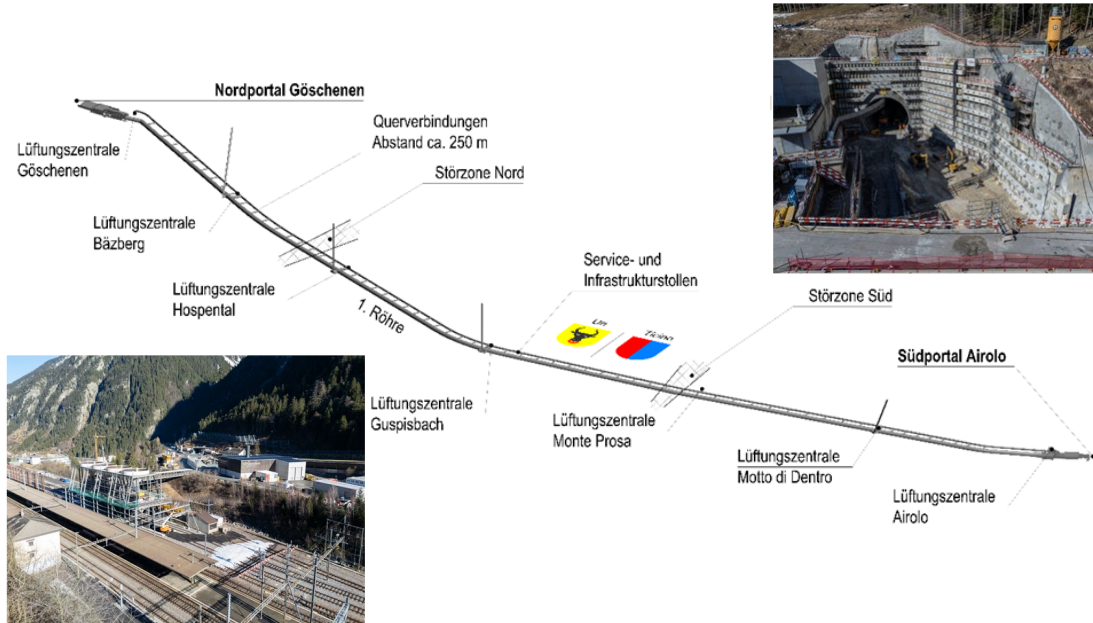 Nordportal Göschenen
Lüftungszentrale
Göschenen
Querverbindungen
Abstand ca. 250 m
Störzone Nord
Lüftungszentrale
Bäzberg
Lüftungszentrale
Hospental
1. Röhre
Service- und
Infrastrukturstollen
Uri
Ticino
Störzone Süd
Südportal Airolo
Lüftungszentrale
Guspisbach
Lüftungszentrale
Monte Prosa
Lüftungszentrale
Motto di Dentro
Lüftungszentrale
Airolo